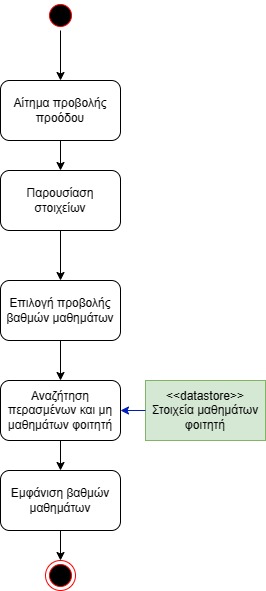 Αίτημα προβολής
προόδου
Παρουσίαση
στοιχείων
Επιλογή προβολής
βαθμών μαθημάτων
Αναζήτηση
περασμένων και μη
μαθημάτων φοιτητή
<<datastore>>
Στοιχεία μαθημάτων
φοιτητή
Εμφάνιση βαθμών
μαθημάτων